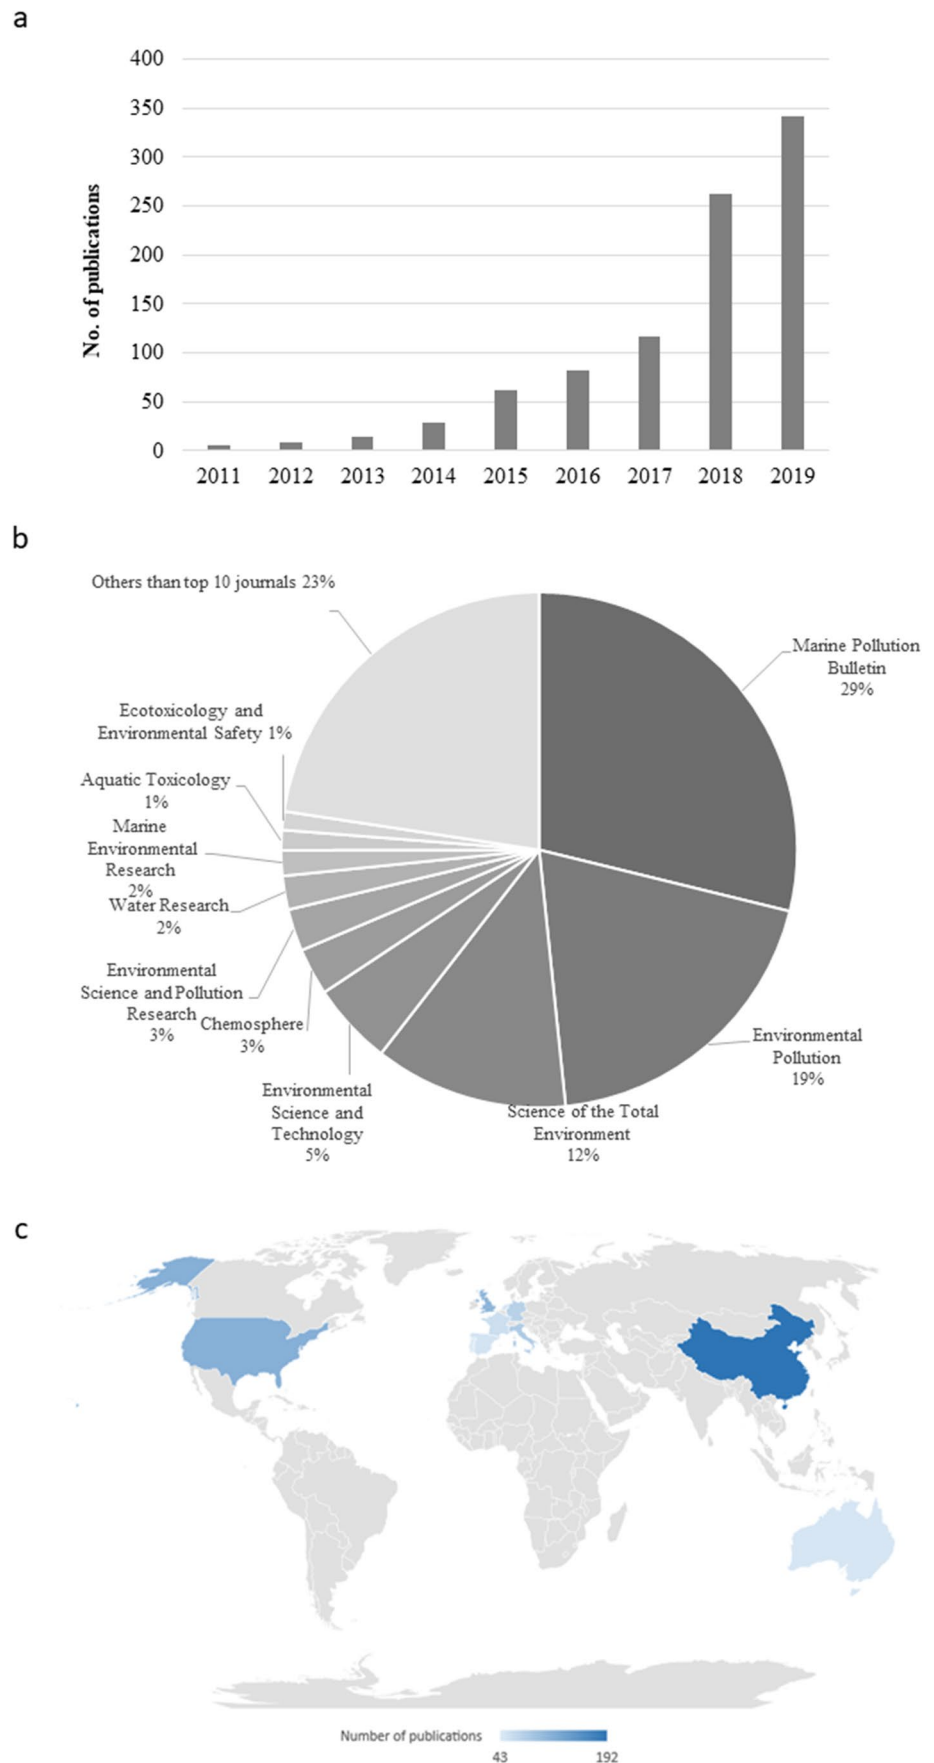 a
400
350
300
250
200
150
100
50
0
No. of publications
2011 2012 2013 2014 2015 2016 2017 2018 2019
b
Others than top 10 journals 23%
Marine Pollution
Bulletin
29%
Ecotoxicology and
Environmental Safety 1%
Aquatic Toxicology
1%
Marine
Environmental
Research
2%
Water Research
2%
Environmental
Science and Pollution
Research
3%
Chemosphere
3%
Environmental
Science and
Technology
5%
Science of the Total
Environment
12%
Environmental
Pollution
19%
c
Number of publications
43 192